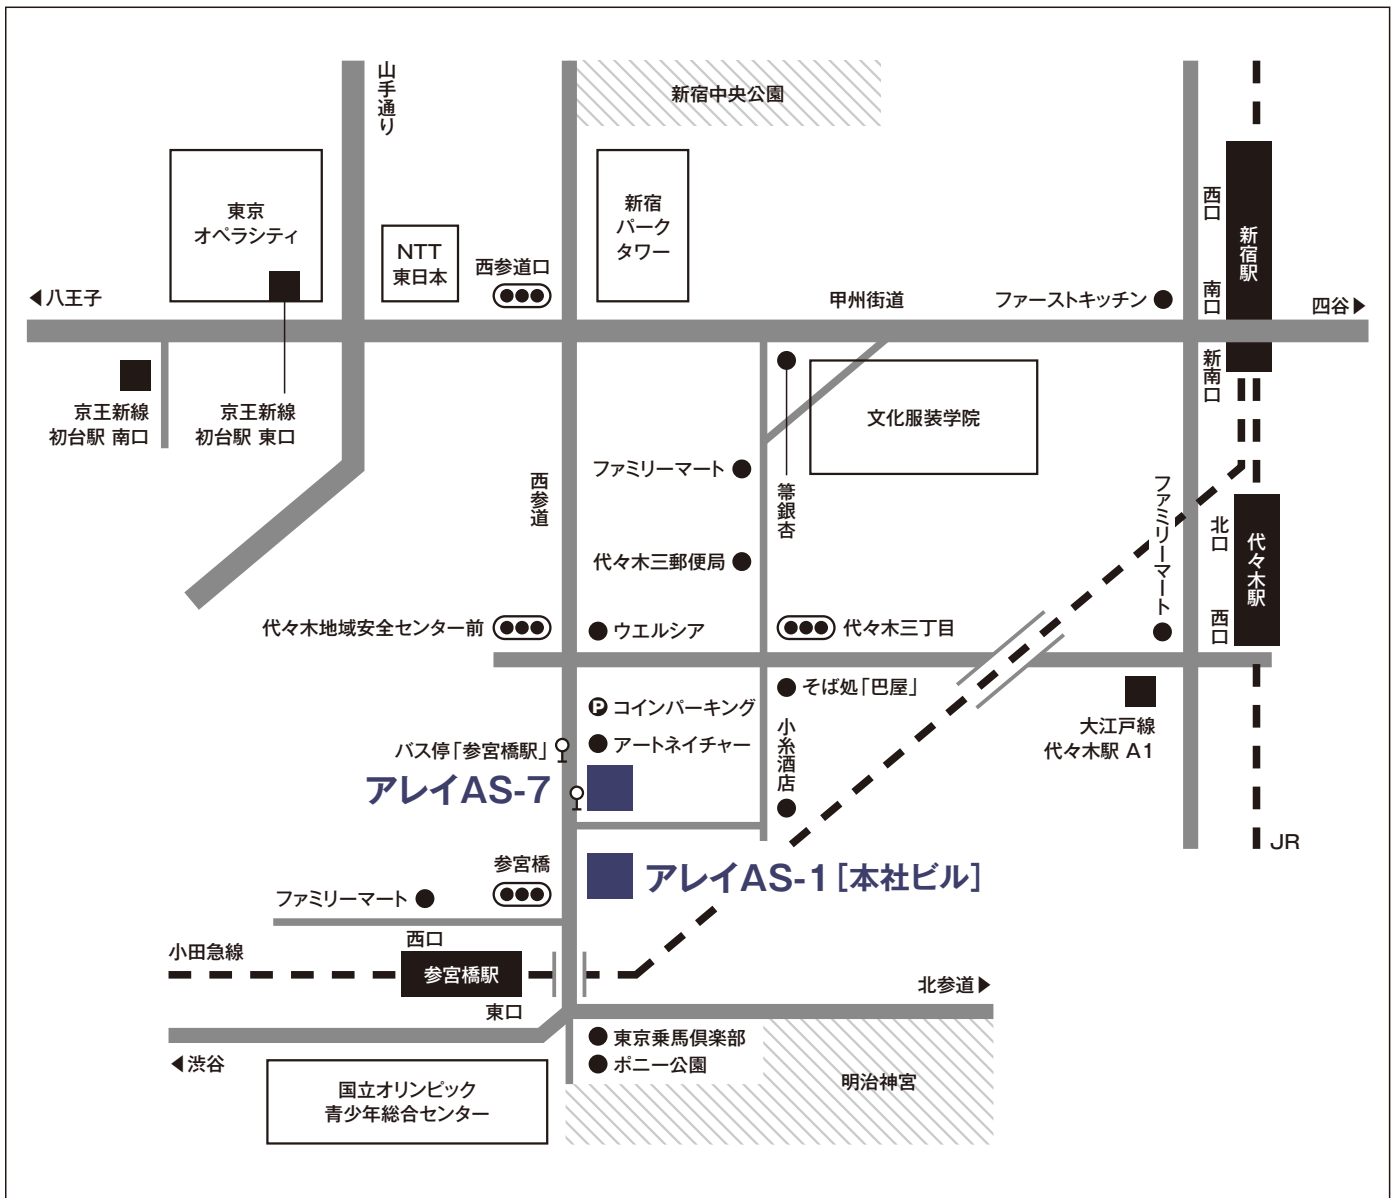 山手通り
新宿中央公園
東京
オペラシティ
NTT
東日本
西参道口
新宿
パーク
タワー
西口
新宿駅
南口
◀八王子
甲州街道
ファーストキッチン
四谷▶
新南口
京王新線
初台駅 南口
京王新線
初台駅 東口
文化服装学院
西参道
ファミリーマート
箒銀杏
ファミリーマート
北口
代々木駅
西口
代々木三郵便局
代々木地域安全センター前
ウエルシア
代々木三丁目
そば処「巴屋」
P コインパーキング
小糸酒店
大江戸線
代々木駅 A1
バス停「参宮橋駅」
アートネイチャー
アレイAS-7
JR
参宮橋
アレイAS-1 [本社ビル]
ファミリーマート
西口
小田急線
参宮橋駅
東口
北参道▶
東京乗馬倶楽部
ポニー公園
◀渋谷
国立オリンピック
青少年総合センター
明治神宮